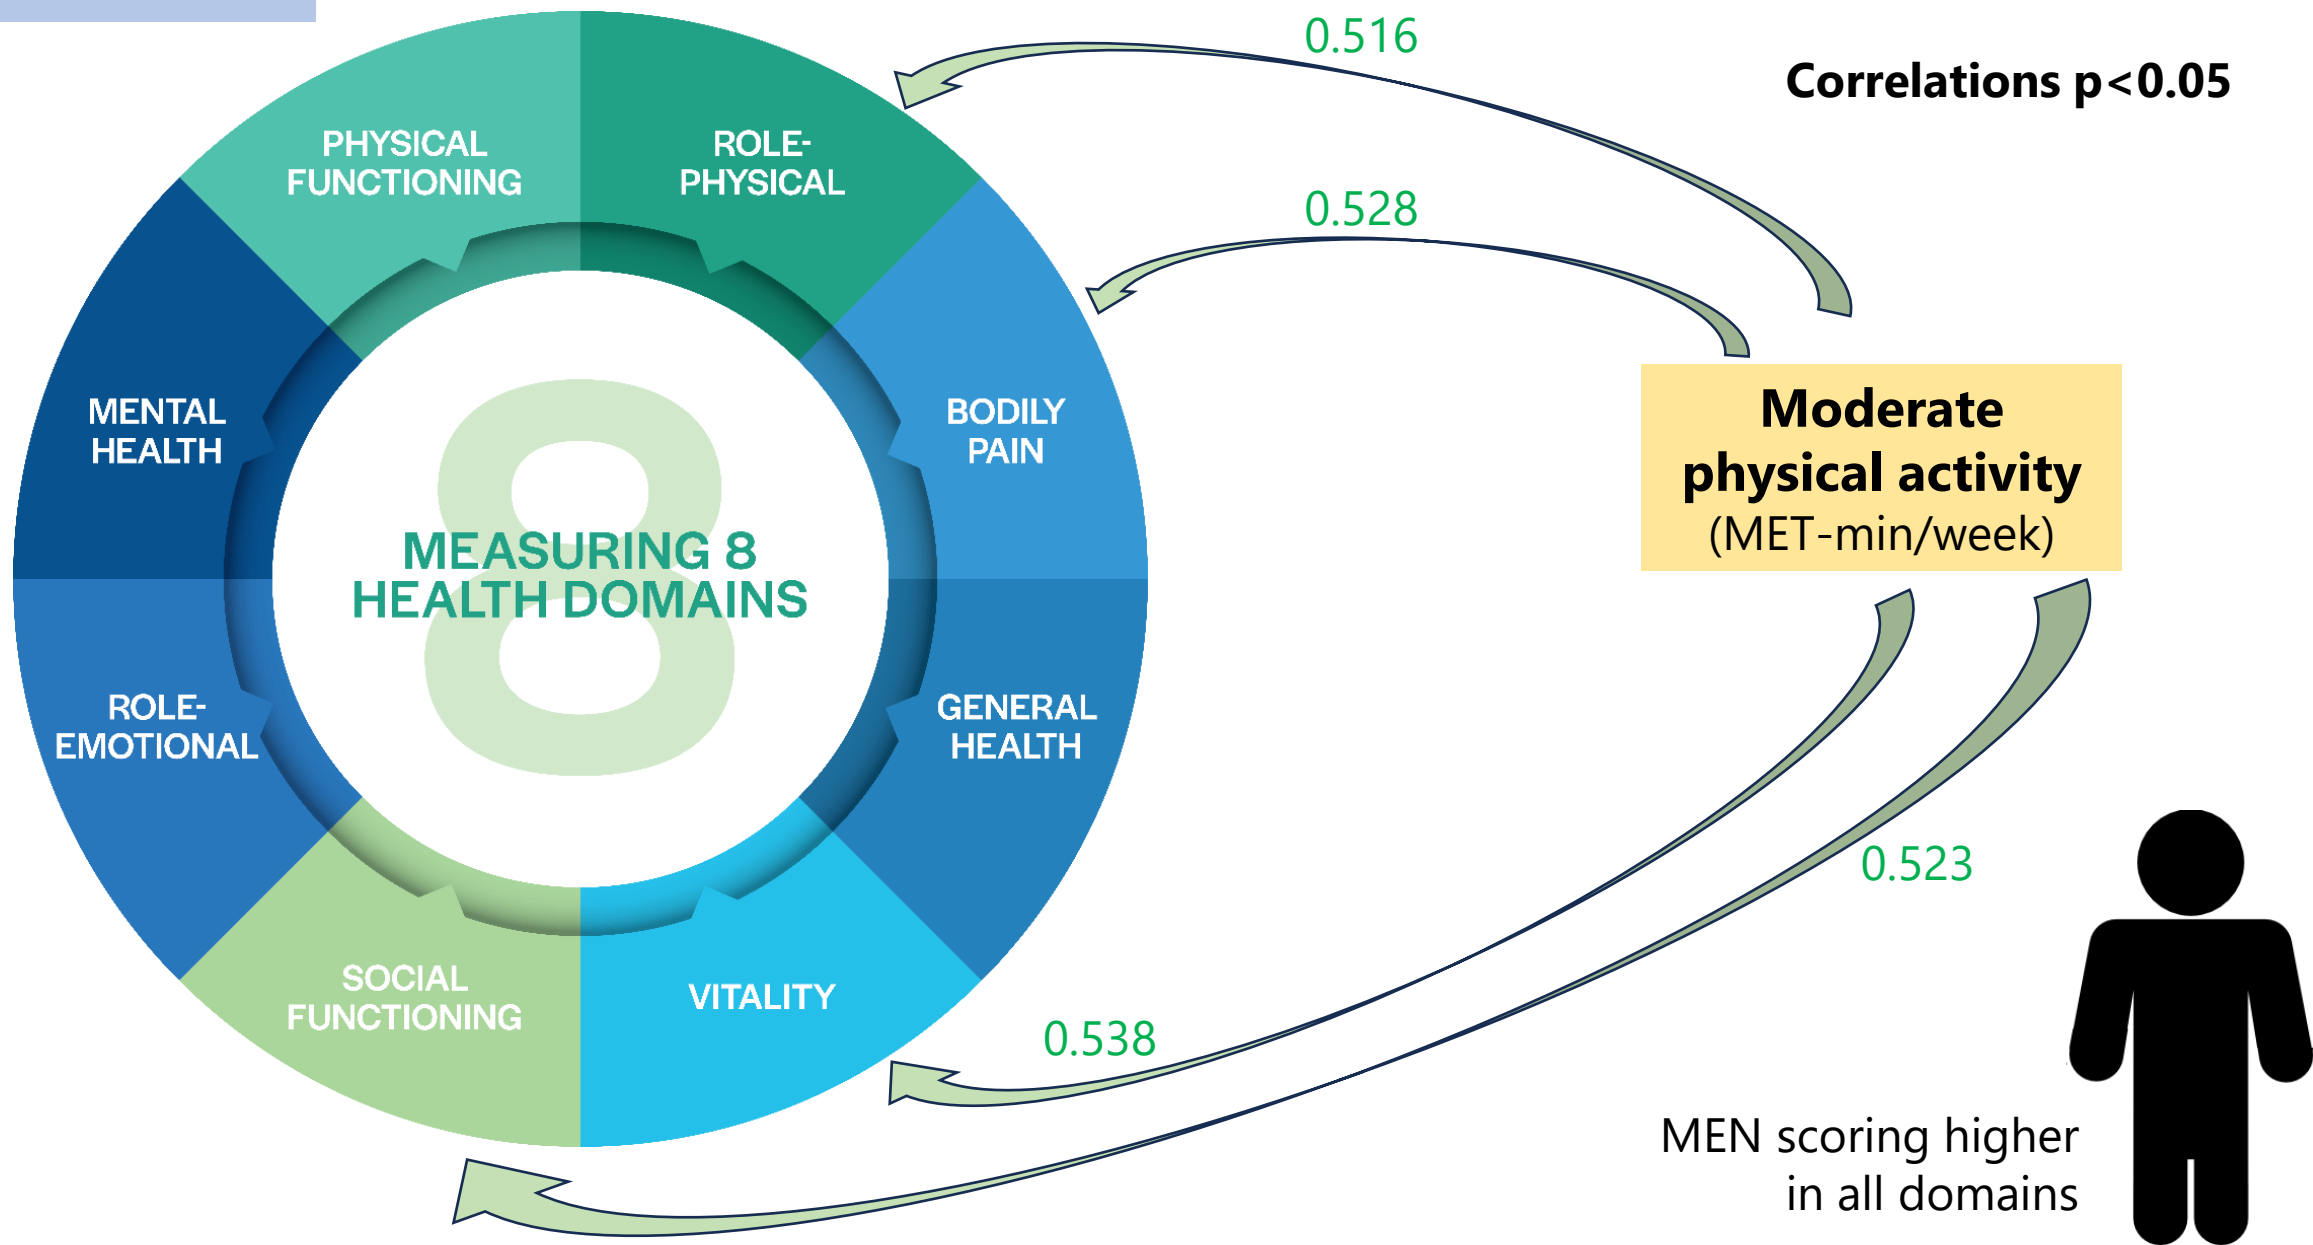 0.516
Correlations p<0.05
PHYSICAL
FUNCTIONING
ROLE-
PHYSICAL
0.528
MENTAL
HEALTH
BODILY
PAIN
Moderate
physical activity
(MET-min/week)
8
MEASURING 8
HEALTH DOMAINS
ROLE-
EMOTIONAL
GENERAL
HEALTH
0.523
SOCIAL
FUNCTIONING
VITALITY
0.538
MEN scoring higher
in all domains